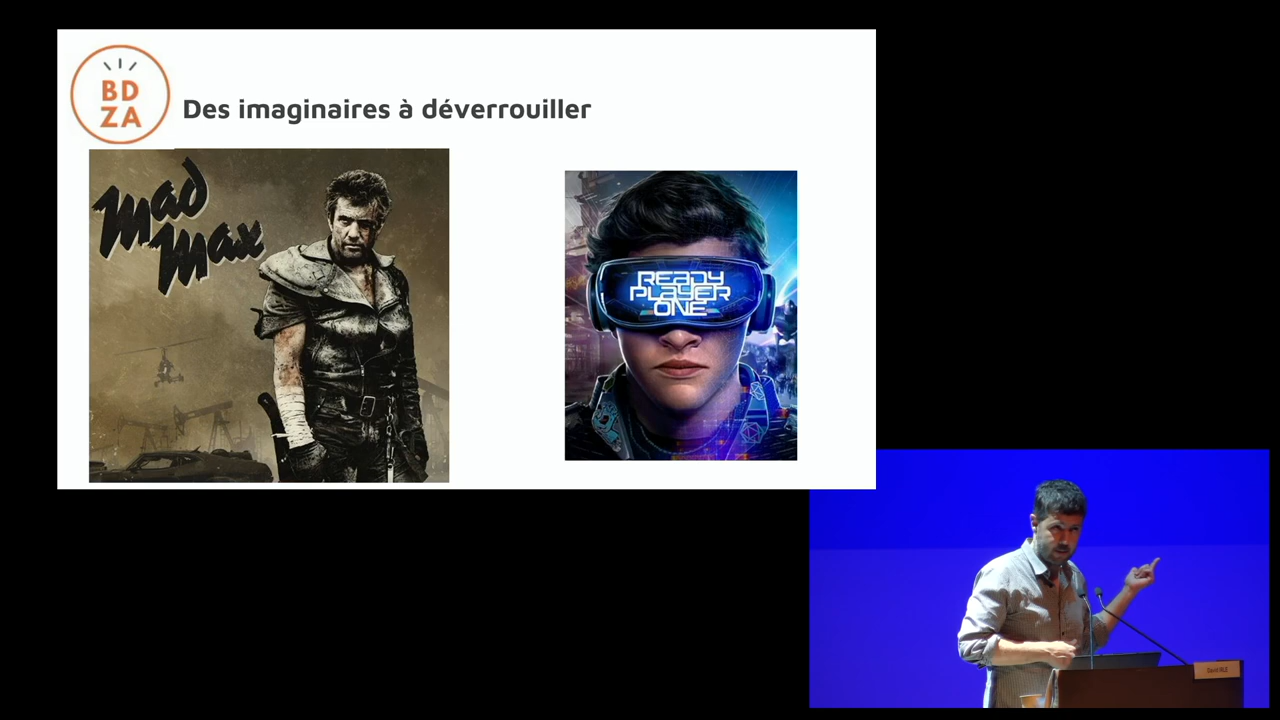 BD
ZA
Des imaginaires à déverrouiller
Mad
Max
READY
PLAYER
ONE